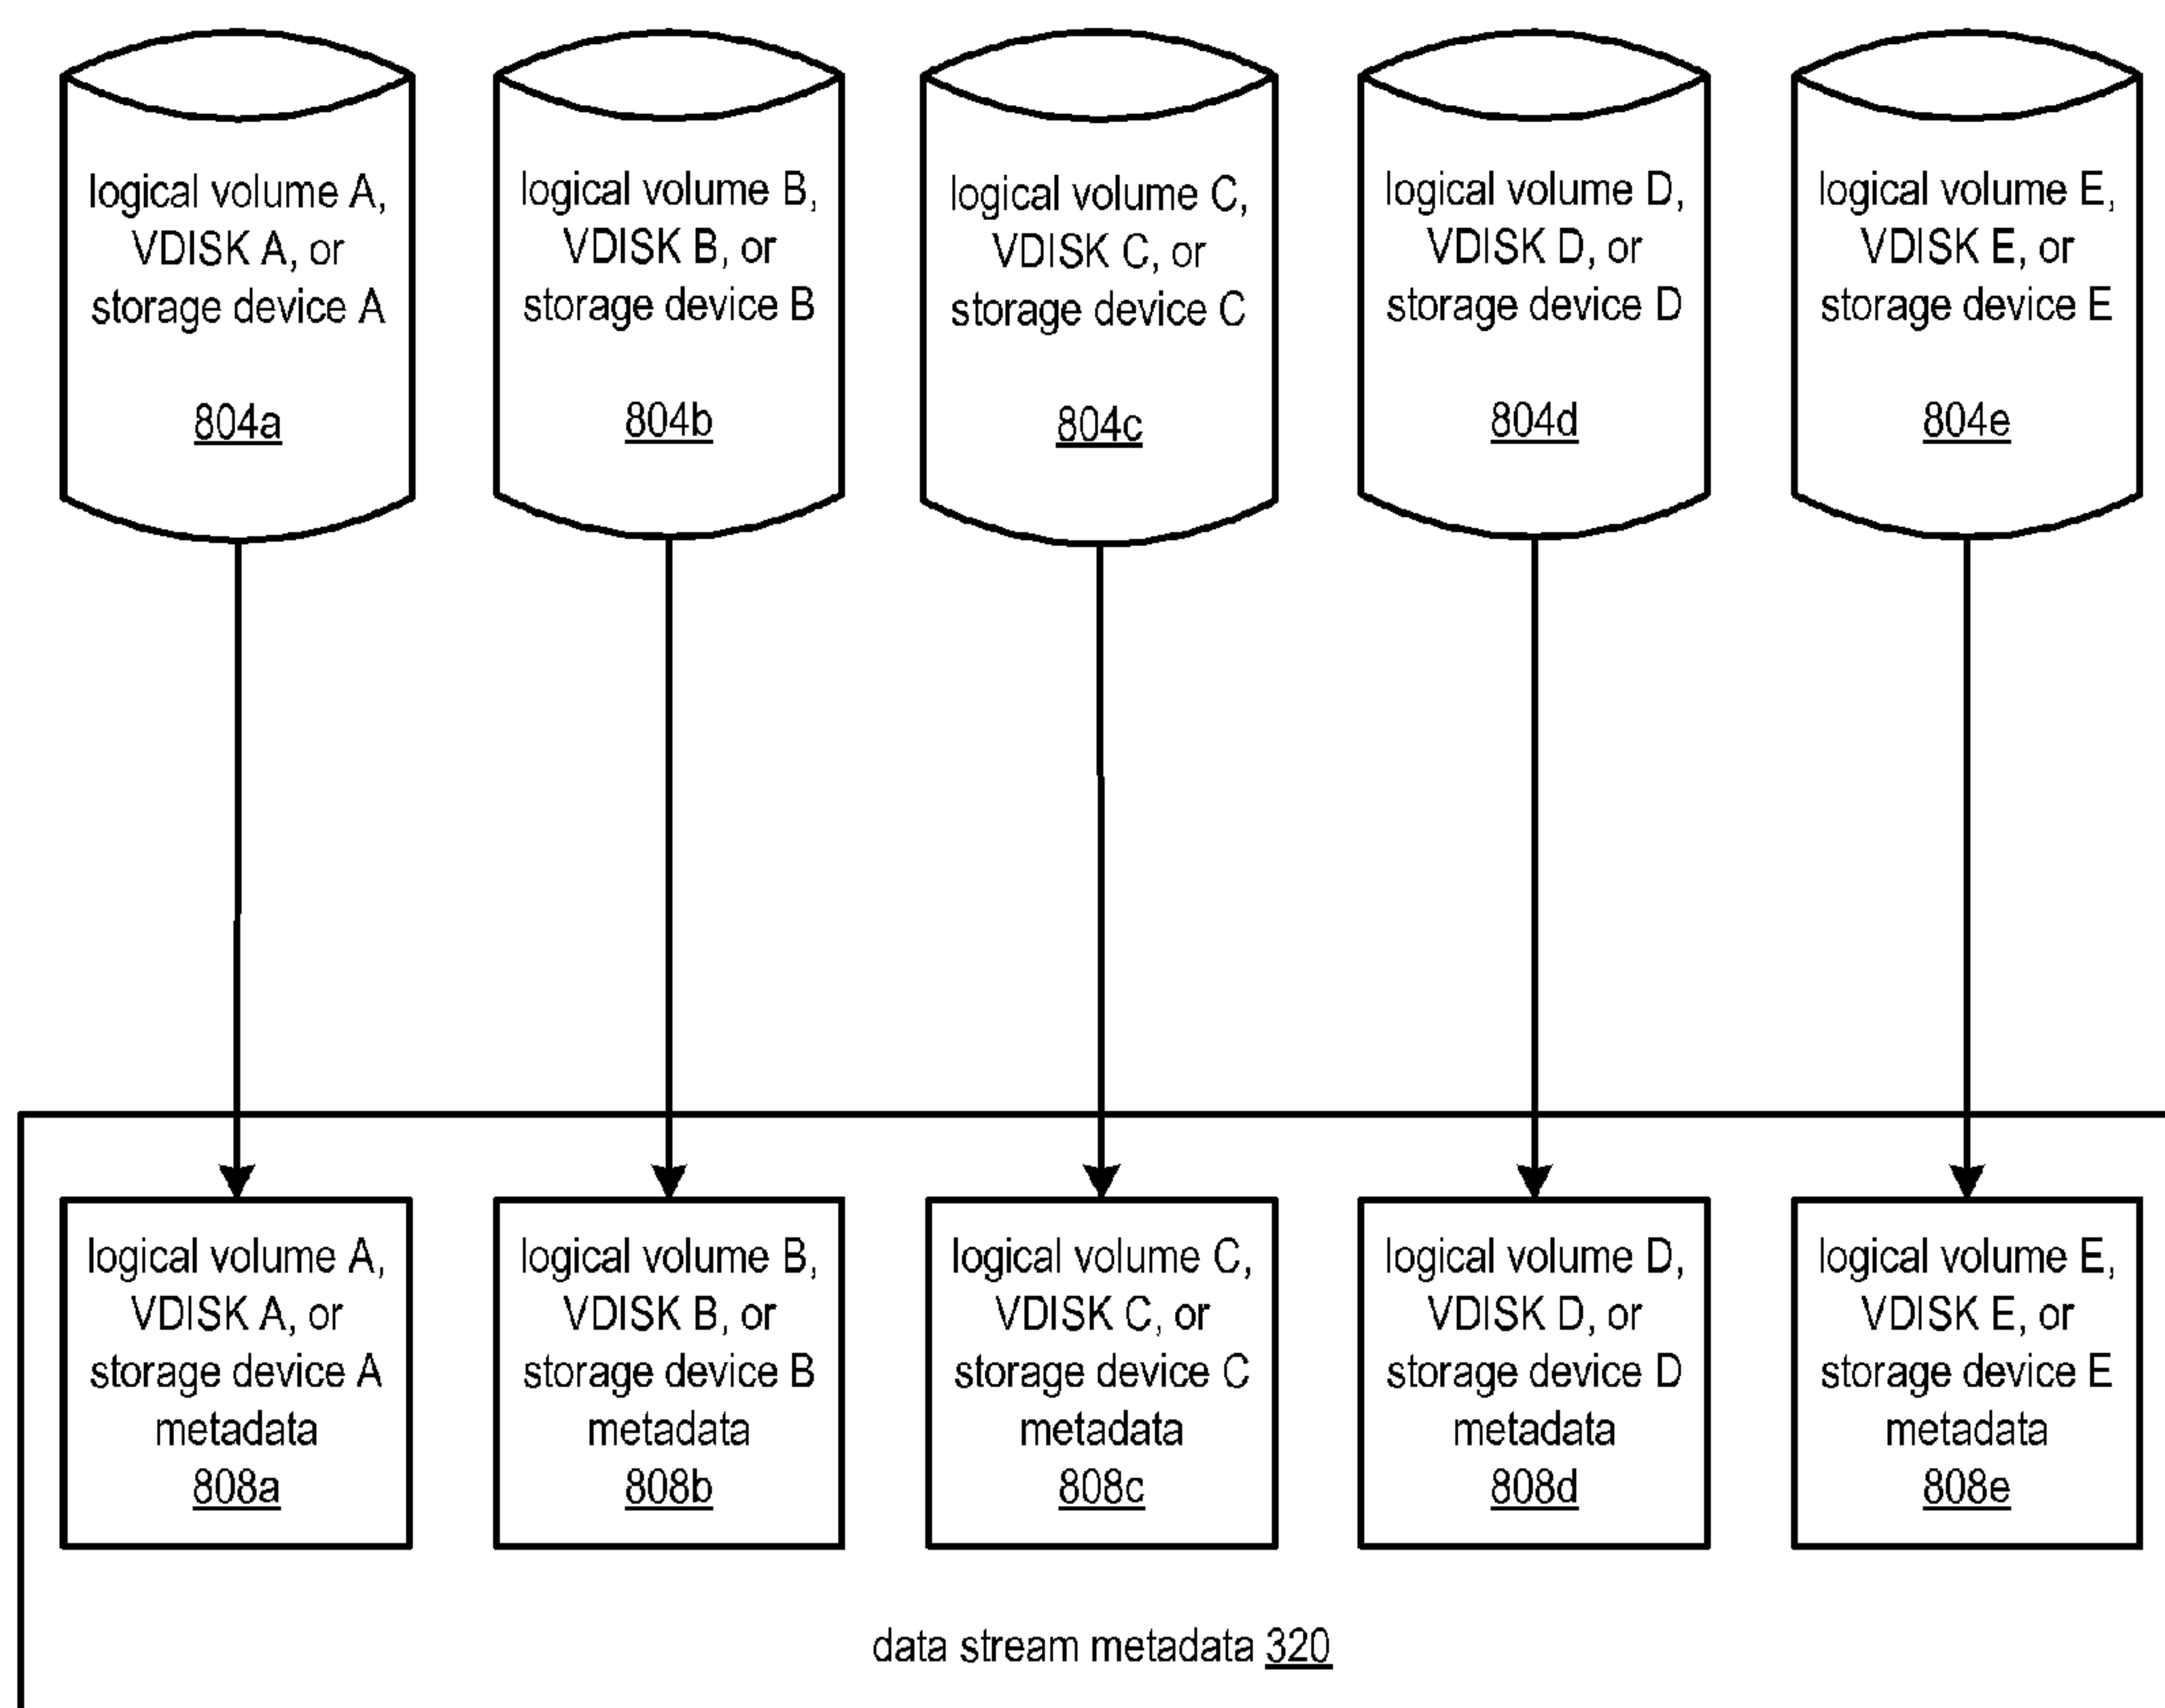 logical volume A,
VDISK A, or
storage device A
804a
logical volume B,
VDISK B, or
storage device B
804b
logical volume C,
VDISK C, or
storage device C
804c
logical volume D,
VDISK D, or
storage device D
804d
logical volume E,
VDISK E, or
storage device E
804e
logical volume A,
VDISK A, or
storage device A
metadata
808a
logical volume B,
VDISK B, or
storage device B
metadata
808b
logical volume C,
VDISK C, or
storage device C
metadata
808c
logical volume D,
VDISK D, or
storage device D
metadata
808d
logical volume E,
VDISK E, or
storage device E
metadata
808e
data stream metadata 320